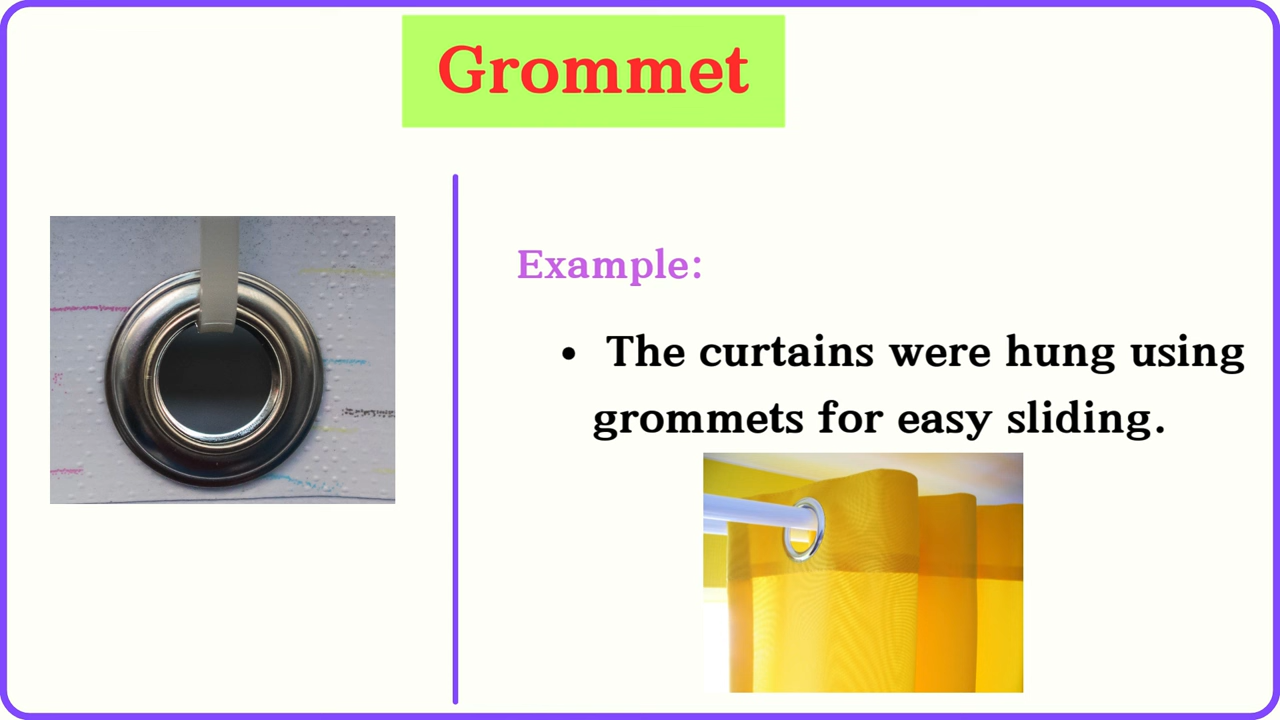 Grommet
Example:
• The curtains were hung using
grommets for easy sliding.